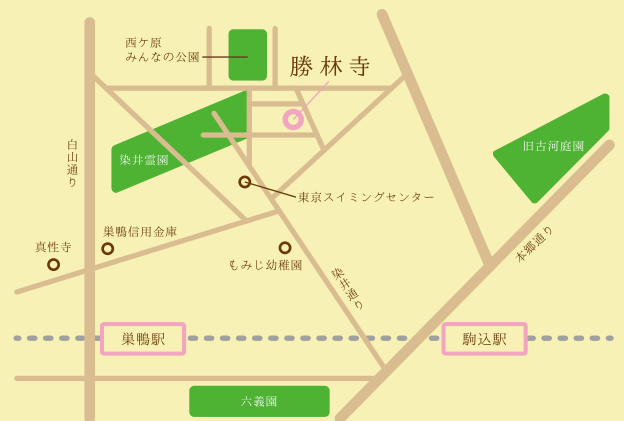 西ケ原
みんなの公園
勝林寺
旧古河庭園
染井霊園
白山通り
東京スイミングセンター
巣鴨信用金庫
真性寺
もみじ幼稚園
本郷通り
染井通り
巣鴨駅
駒込駅
六義園